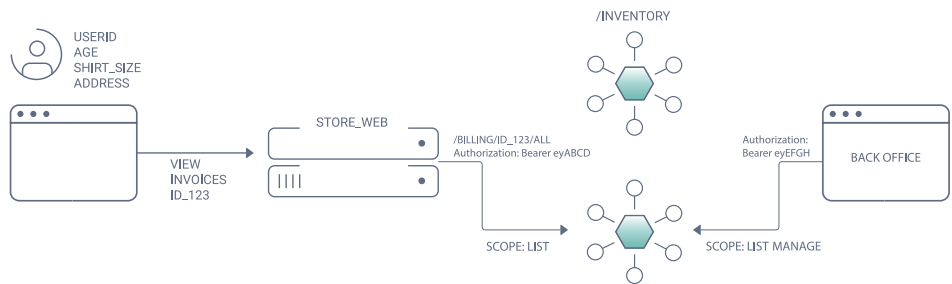 /INVENTORY
USERID
AGE
SHIRT_SIZE
ADDRESS
STORE_WEB
VIEW
INVOICES
ID_123
/BILLING/ID_123/ALL
Authorization: Bearer eyABCD
SCOPE: LIST
Authorization:
Bearer eyEFGH
BACK OFFICE
SCOPE: LIST MANAGE